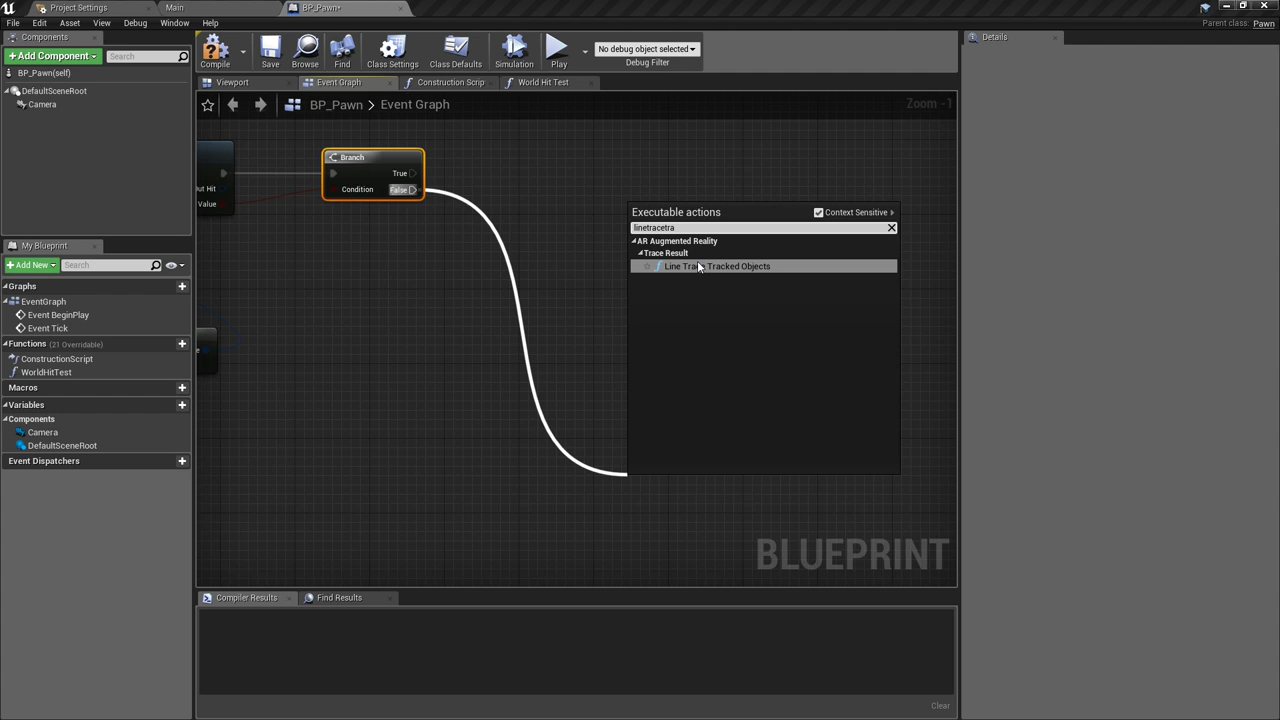 Project Settings
Main
BP_Pawn*
File Edit Asset View Debug Window Help
Parent class: Pawn
Components
+ Add Component
Search
BP_Pawn(self)
DefaultSceneRoot
Camera
My Blueprint
+ Add New
Search
Graphs
EventGraph
Event BeginPlay
Event Tick
Functions (21 Overridable)
ConstructionScript
WorldHitTest
Macros
Variables
Components
Camera
DefaultSceneRoot
Event Dispatchers
Compile
Save
Browse
Find
Class Settings
Class Defaults
Simulation
Play
No debug object selected
Debug Filter
Viewport
Event Graph
Construction Scrip
World Hit Test
BP_Pawn > Event Graph
Zoom -1
ut Hit
Value
Branch
True
Condition
False
Executable actions
Context Sensitive
linetracetra
AR Augmented Reality
Trace Result
Line Trace Tracked Objects
BLUEPRINT
Compiler Results
Find Results
Clear
Details